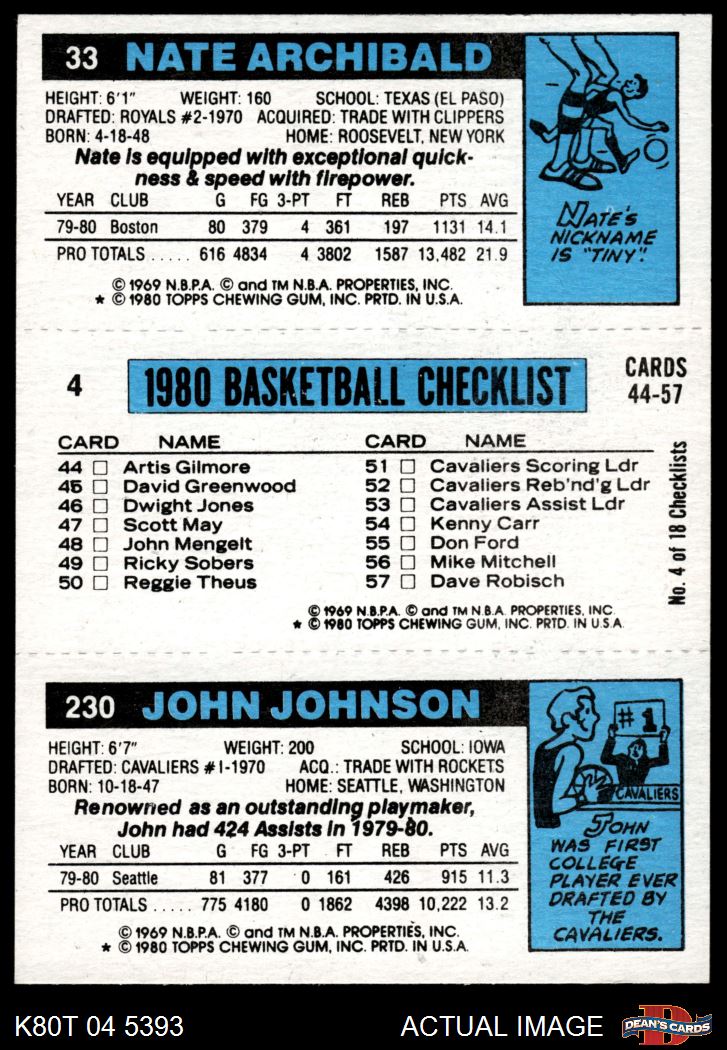 33 NATE ARCHIBALD
HEIGHT: 6'1" WEIGHT: 160 SCHOOL: TEXAS (EL PASO)
DRAFTED: ROYALS #2-1970 ACQUIRED: TRADE WITH CLIPPERS
BORN: 4-18-48 HOME: ROOSEVELT, NEW YORK
Nate is equipped with exceptional quick-
ness & speed with firepower.
YEAR CLUB G FG 3-PT FT REB PTS AVG
79-80 Boston 80 379 4 361 197 1131 14.1
PRO TOTALS ..... 616 4834 4 3802 1587 13,482 21.9
© 1969 N.B.P.A. © and TM N.B.A. PROPERTIES, INC.
★ © 1980 TOPPS CHEWING GUM, INC. PRTD. IN U.S.A.
NATE'S
NICKNAME
IS "TINY".
4 1980 BASKETBALL CHECKLIST
CARDS
44-57
CARD NAME
44 □ Artis Gilmore
45 □ David Greenwood
46 □ Dwight Jones
47 □ Scott May
48 □ John Mengelt
49 □ Ricky Sobers
50 □ Reggie Theus
CARD NAME
51 □ Cavaliers Scoring Ldr
52 □ Cavaliers Reb'nd'g Ldr
53 □ Cavaliers Assist Ldr
54 □ Kenny Carr
55 □ Don Ford
56 □ Mike Mitchell
57 □ Dave Robisch
No. 4 of 18 Checklists
© 1969 N.B.P.A. © and TM N.B.A. PROPERTIES, INC.
★ © 1980 TOPPS CHEWING GUM, INC. PRTD. IN U.S.A.
230 JOHN JOHNSON
HEIGHT: 6'7" WEIGHT: 200 SCHOOL: IOWA
DRAFTED: CAVALIERS #1-1970 ACQ.: TRADE WITH ROCKETS
BORN: 10-18-47 HOME: SEATTLE, WASHINGTON
Renowned as an outstanding playmaker,
John had 424 Assists in 1979-80.
YEAR CLUB G FG 3-PT FT REB PTS AVG
79-80 Seattle 81 377 0 161 426 915 11.3
PRO TOTALS ..... 775 4180 0 1862 4398 10,222 13.2
© 1969 N.B.P.A. © and TM N.B.A. PROPERTIES, INC.
★ © 1980 TOPPS CHEWING GUM, INC. PRTD. IN U.S.A.
#1
CAVALIERS
JOHN
WAS FIRST
COLLEGE
PLAYER EVER
DRAFTED BY
THE
CAVALIERS.
K80T 04 5393 ACTUAL IMAGE
D
DEAN'S CARDS